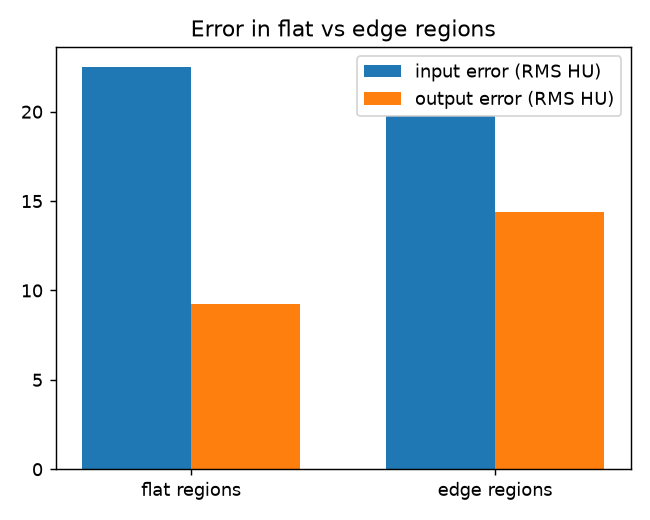 Error in flat vs edge regions
input error (RMS HU)
output error (RMS HU)
20
15
10
5
0
flat regions
edge regions